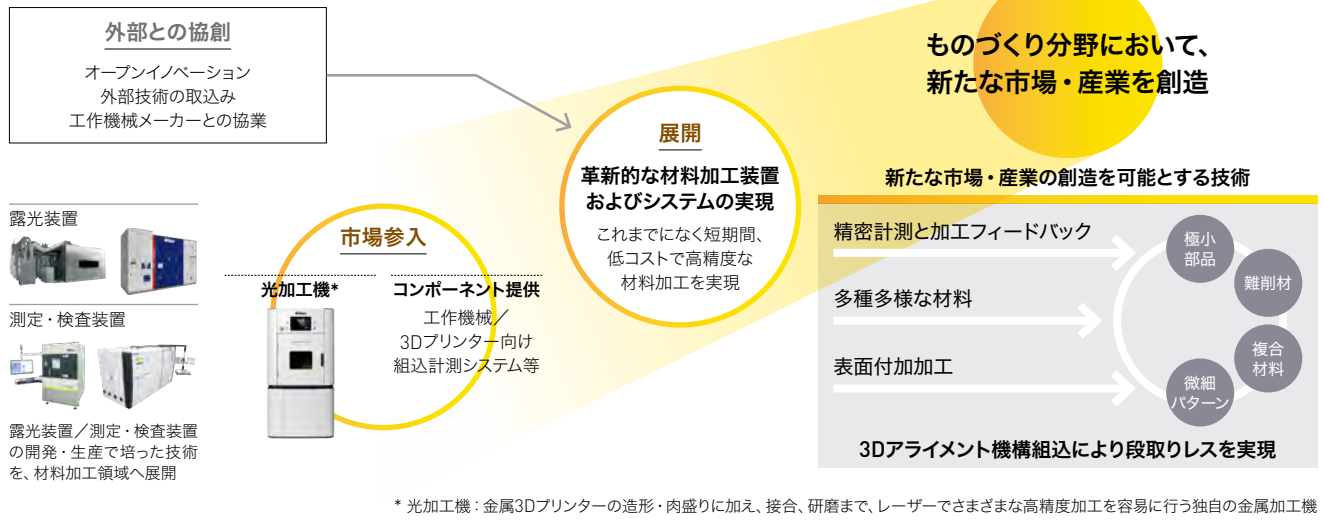 外部との協創
オープンイノベーション
外部技術の取込み
工作機械メーカーとの協業
露光装置
測定・検査装置
露光装置／測定・検査装置
の開発・生産で培った技術
を、材料加工領域へ展開
市場参入
光加工機*
コンポーネント提供
工作機械／
3Dプリンター向け
組込計測システム等
展開
革新的な材料加工装置
およびシステムの実現
これまでになく短期間、
低コストで高精度な
材料加工を実現
ものづくり分野において、
新たな市場・産業を創造
新たな市場・産業の創造を可能とする技術
精密計測と加工フィードバック
多種多様な材料
表面付加加工
極小
部品
難削材
複合
材料
微細
パターン
3Dアライメント機構組込により段取りレスを実現
* 光加工機：金属3Dプリンターの造形・肉盛りに加え、接合、研磨まで、レーザーでさまざまな高精度加工を容易に行う独自の金属加工機